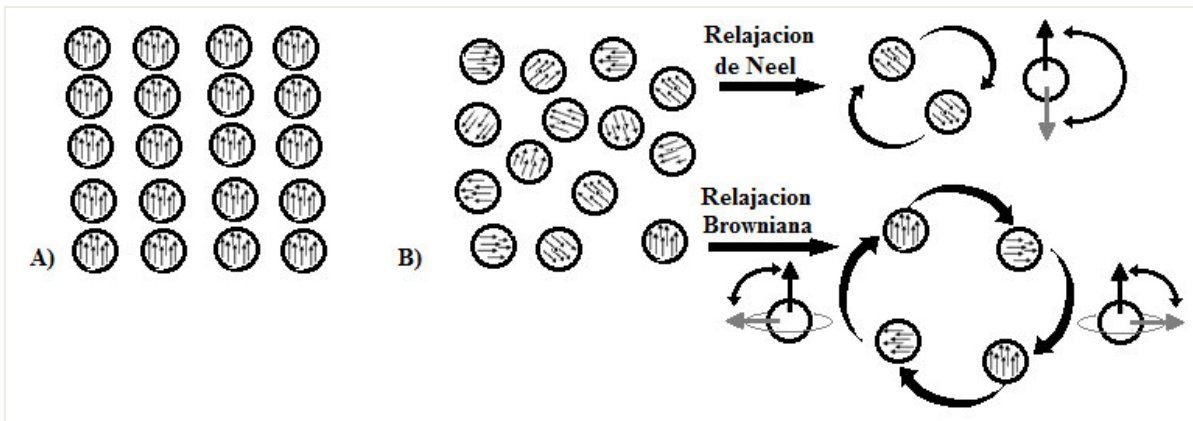 Relajacion
de Neel
Relajacion
Browniana
A)
B)